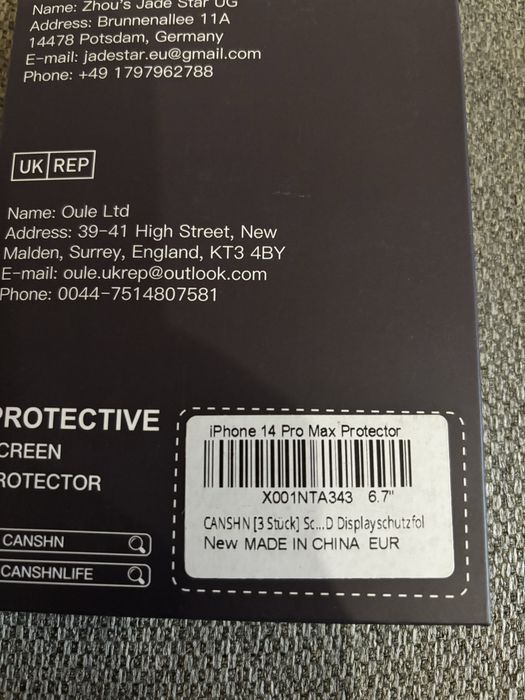 Name: Zhou's Jade Star UG
Address: Brunnenallee 11A
14478 Potsdam, Germany
E-mail: jadestar.eu@gmail.com
Phone: +49 1797962788
UK REP
Name: Oule Ltd
Address: 39-41 High Street, New
Malden, Surrey, England, KT3 4BY
E-mail: oule.ukrep@outlook.com
Phone: 0044-7514807581
PROTECTIVE
CREEN
ROTECTOR
CANSHN
CANSHNLIFE
iPhone 14 Pro Max Protector
X001NTA343 6.7"
CANSHN [3 Stück] Sc...D Displayschutzfol
New MADE IN CHINA EUR